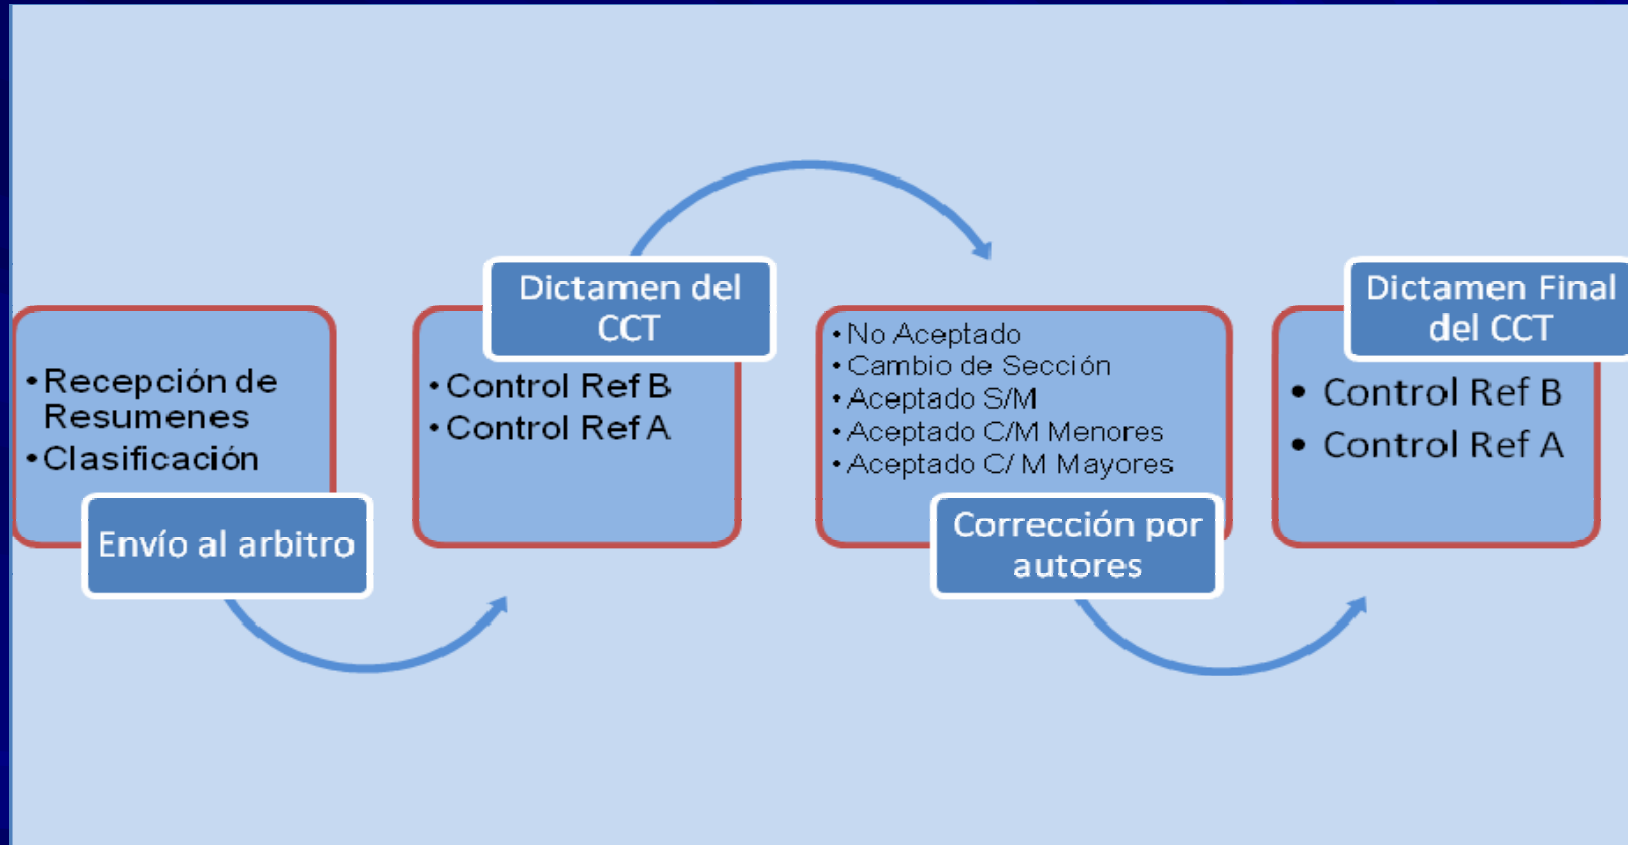 • Recepción de
Resumenes
• Clasificación
Envío al arbitro
Dictamen del
CCT
• Control Ref B
• Control Ref A
• No Aceptado
• Cambio de Sección
• Aceptado S/M
• Aceptado C/M Menores
• Aceptado C/ M Mayores
Corrección por
autores
Dictamen Final
del CCT
• Control Ref B
• Control Ref A